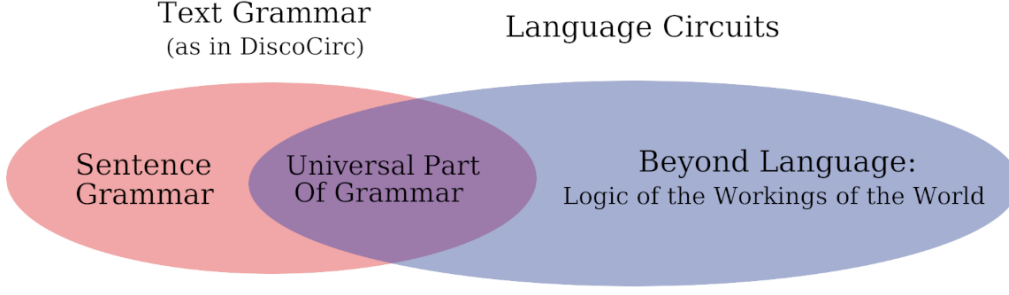 Text Grammar
(as in DiscoCirc)
Language Circuits
Sentence
Grammar
Universal Part
Of Grammar
Beyond Language:
Logic of the Workings of the World